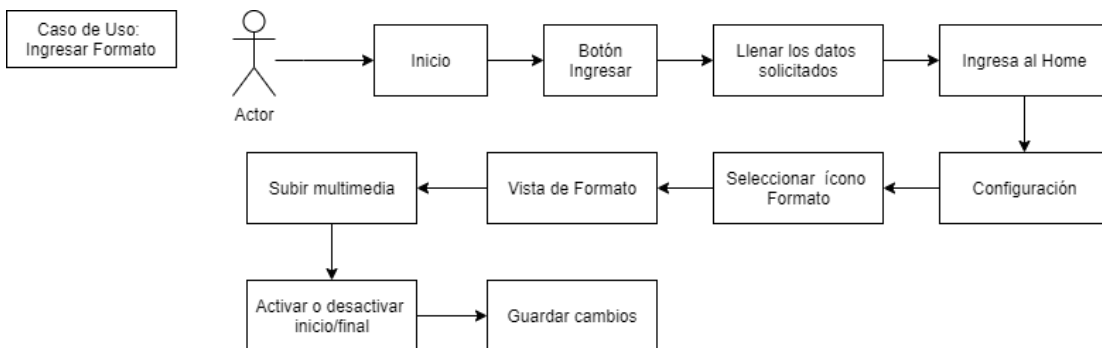 Caso de Uso:
Ingresar Formato
Actor
Inicio
Botón
Ingresar
Llenar los datos
solicitados
Ingresa al Home
Configuración
Seleccionar ícono
Formato
Vista de Formato
Subir multimedia
Activar o desactivar
inicio/final
Guardar cambios